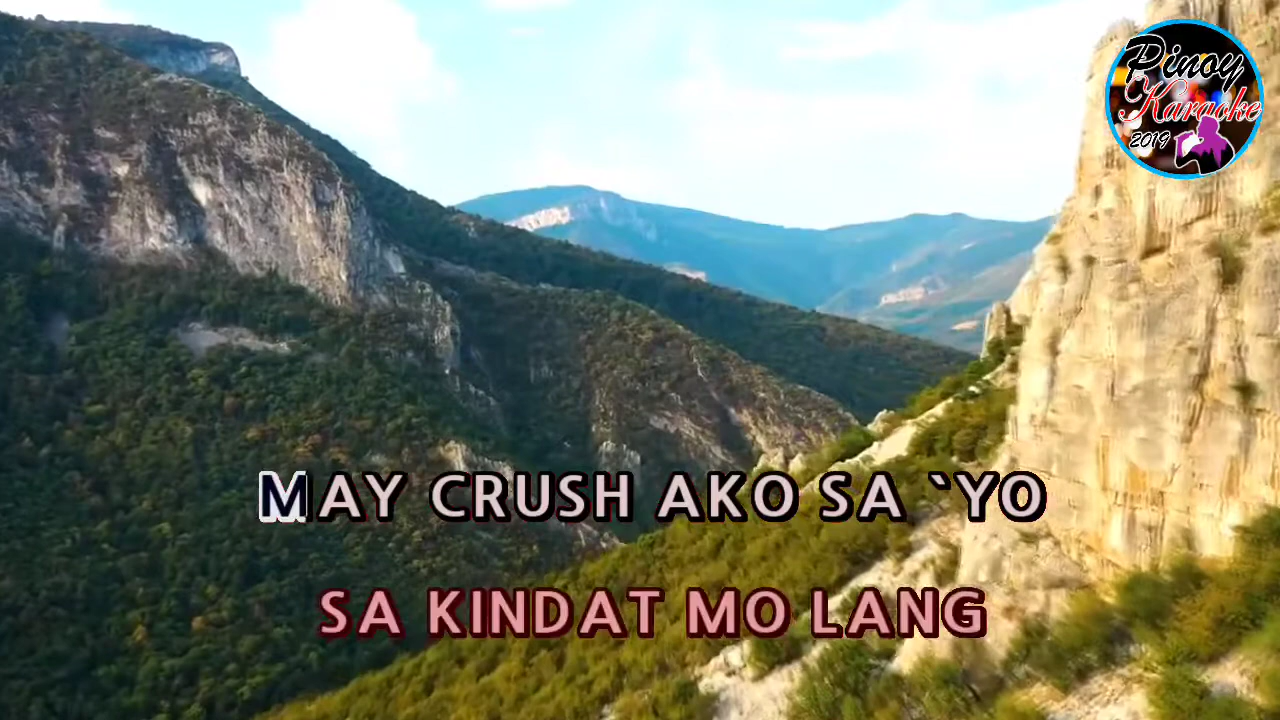 Pinoy
Karaoke
2019
MAY CRUSH AKO SA `YO
SA KINDAT MO LANG